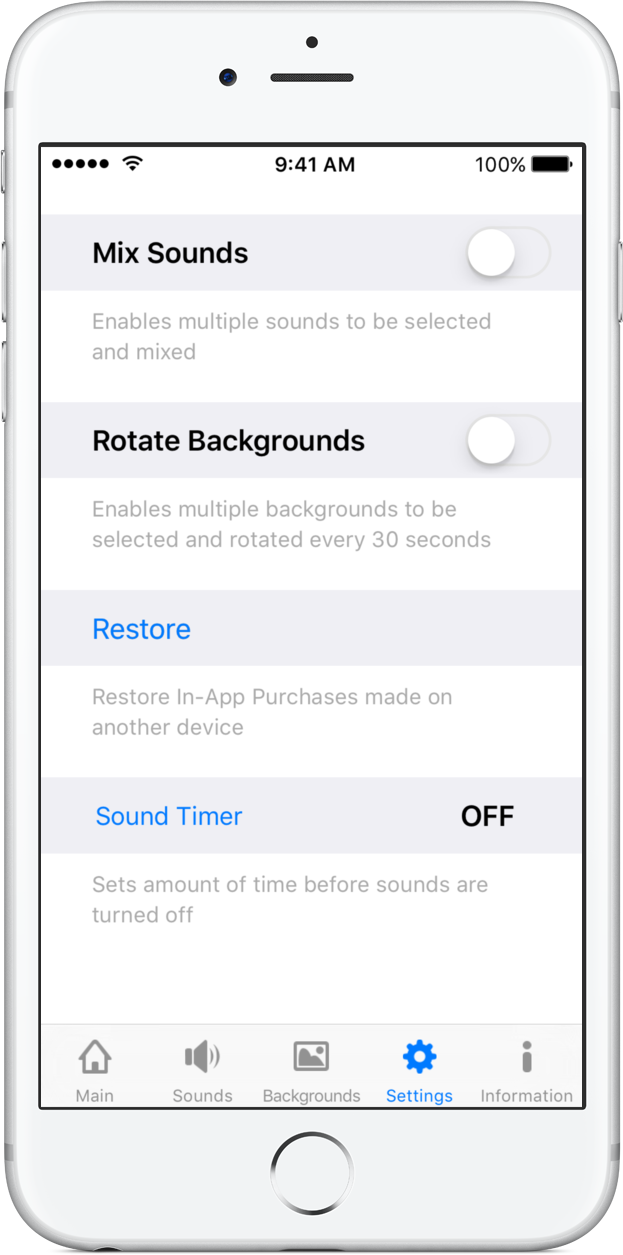 9:41 AM 100%
Mix Sounds
Enables multiple sounds to be selected
and mixed
Rotate Backgrounds
Enables multiple backgrounds to be
selected and rotated every 30 seconds
Restore
Restore In-App Purchases made on
another device
Sound Timer OFF
Sets amount of time before sounds are
turned off
Main Sounds Backgrounds Settings Information